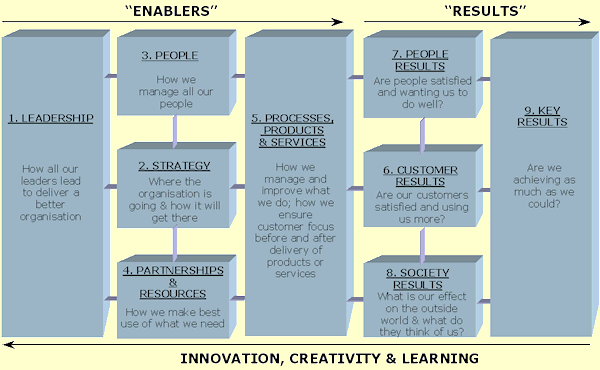 “ENABLERS”
“RESULTS”
1. LEADERSHIP
How all our
leaders lead
to deliver a
better
organisation
3. PEOPLE
How we
manage all our
people
2. STRATEGY
Where the
organisation is
going & how it will
get there
4. PARTNERSHIPS
&
RESOURCES
How we make best
use of what we need
5. PROCESSES,
PRODUCTS
& SERVICES
How we
manage and
improve what
we do; how we
ensure
customer focus
before and after
delivery of
products or
services
7. PEOPLE
RESULTS
Are people satisfied
and wanting us to
do well?
6. CUSTOMER
RESULTS
Are our customers
satisfied and using
us more?
8. SOCIETY
RESULTS
What is our effect
on the outside
world & what do
they think of us?
9. KEY
RESULTS
Are we
achieving as
much as we
could?
INNOVATION, CREATIVITY & LEARNING